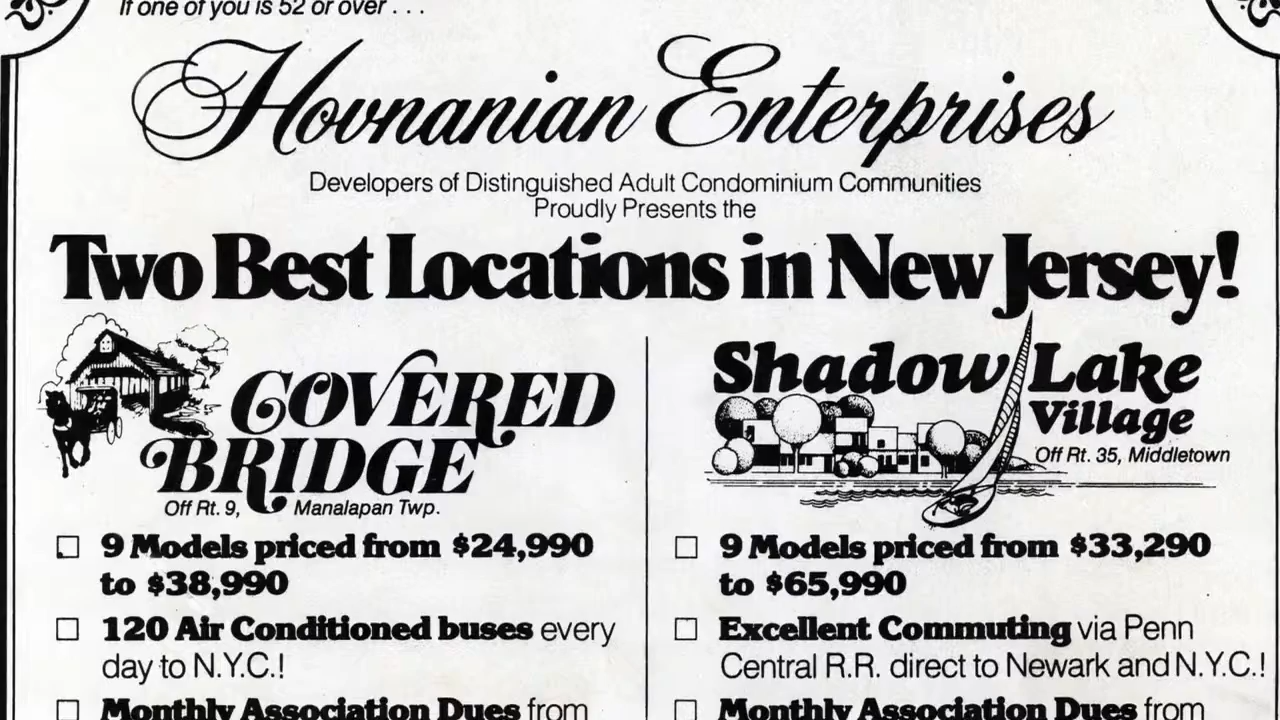 If one of you is 52 or over . . .
Hovnanian Enterprises
Developers of Distinguished Adult Condominium Communities
Proudly Presents the
Two Best Locations in New Jersey!
COVERED
BRIDGE
Off Rt. 9, Manalapan Twp.
☐ 9 Models priced from $24,990
to $38,990
☐ 120 Air Conditioned buses every
day to N.Y.C.!
☐ Monthly Association Dues from
Shadow Lake
Village
Off Rt. 35, Middletown
☐ 9 Models priced from $33,290
to $65,990
☐ Excellent Commuting via Penn
Central R.R. direct to Newark and N.Y.C.!
☐ Monthly Association Dues from